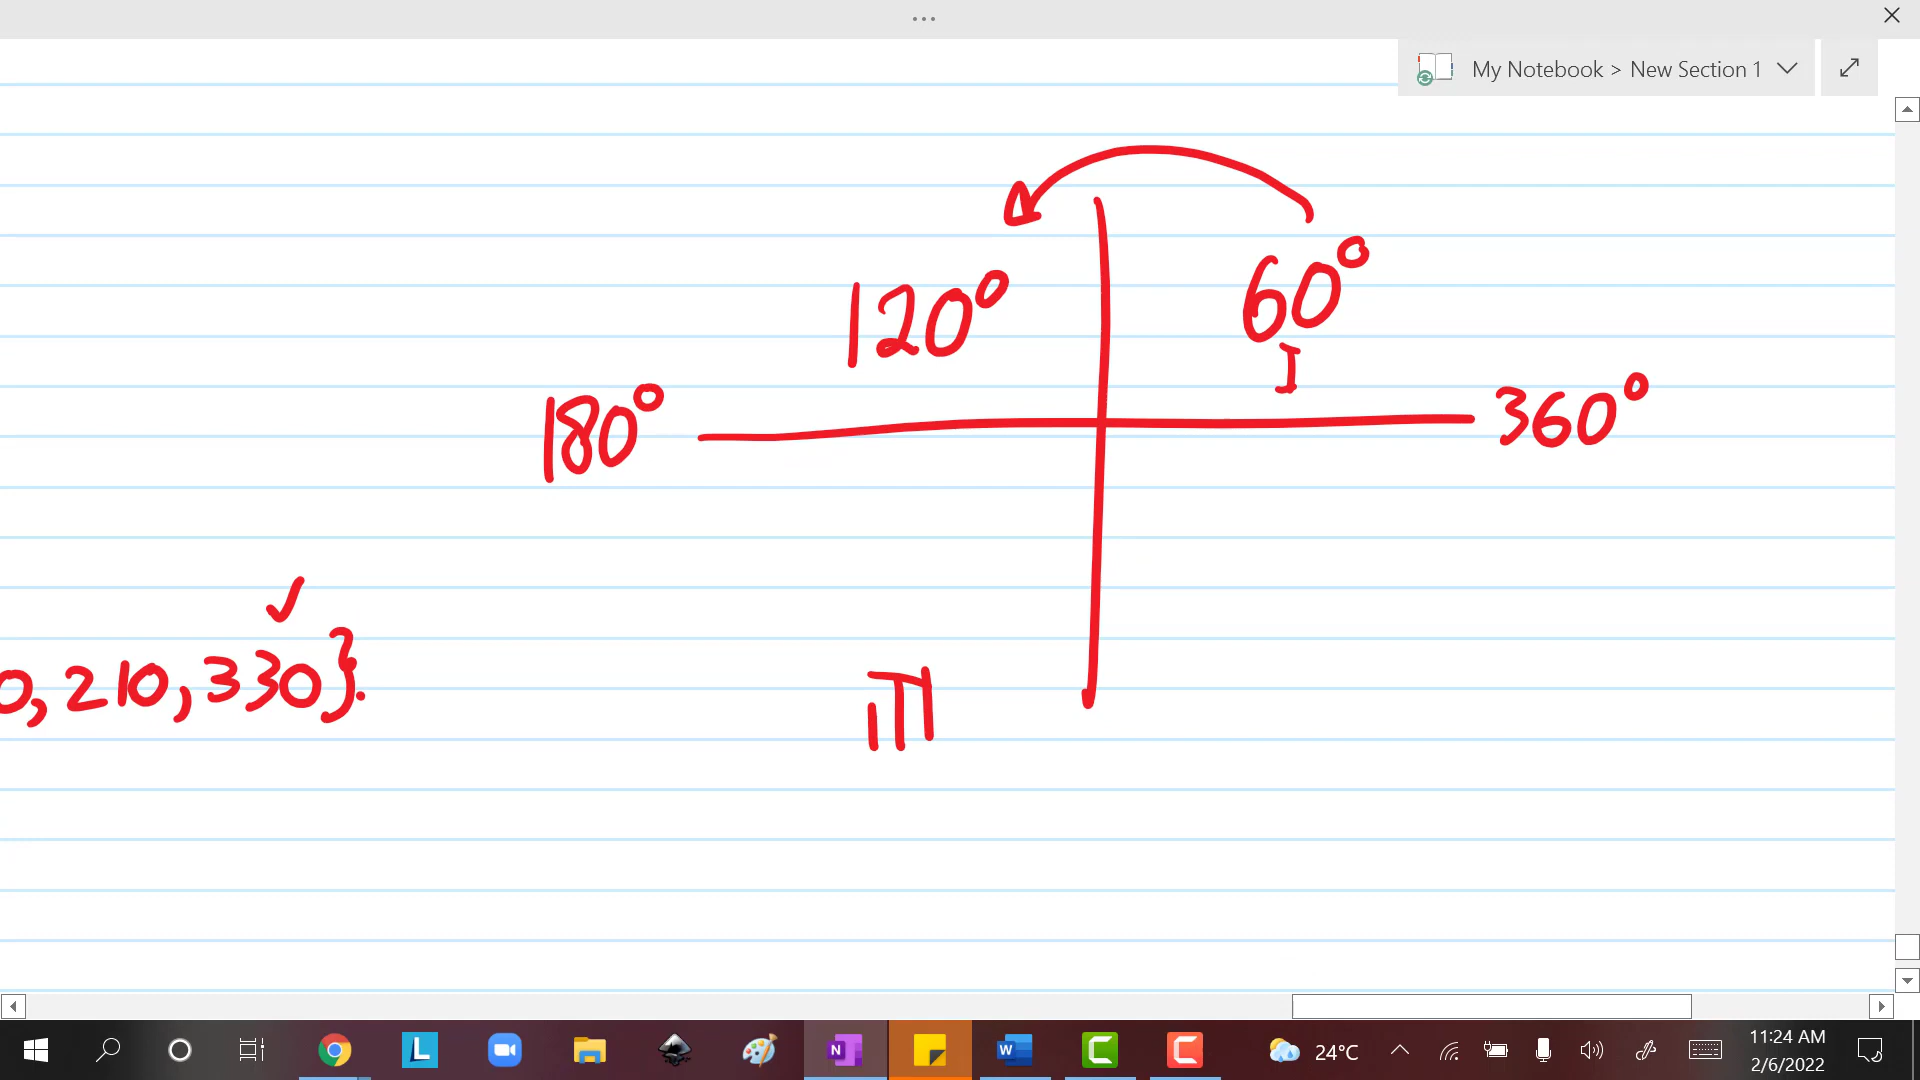 My Notebook > New Section 1
120°
60°
I
180°
360°
0, 210, 330}.
III
24°C
11:24 AM
2/6/2022